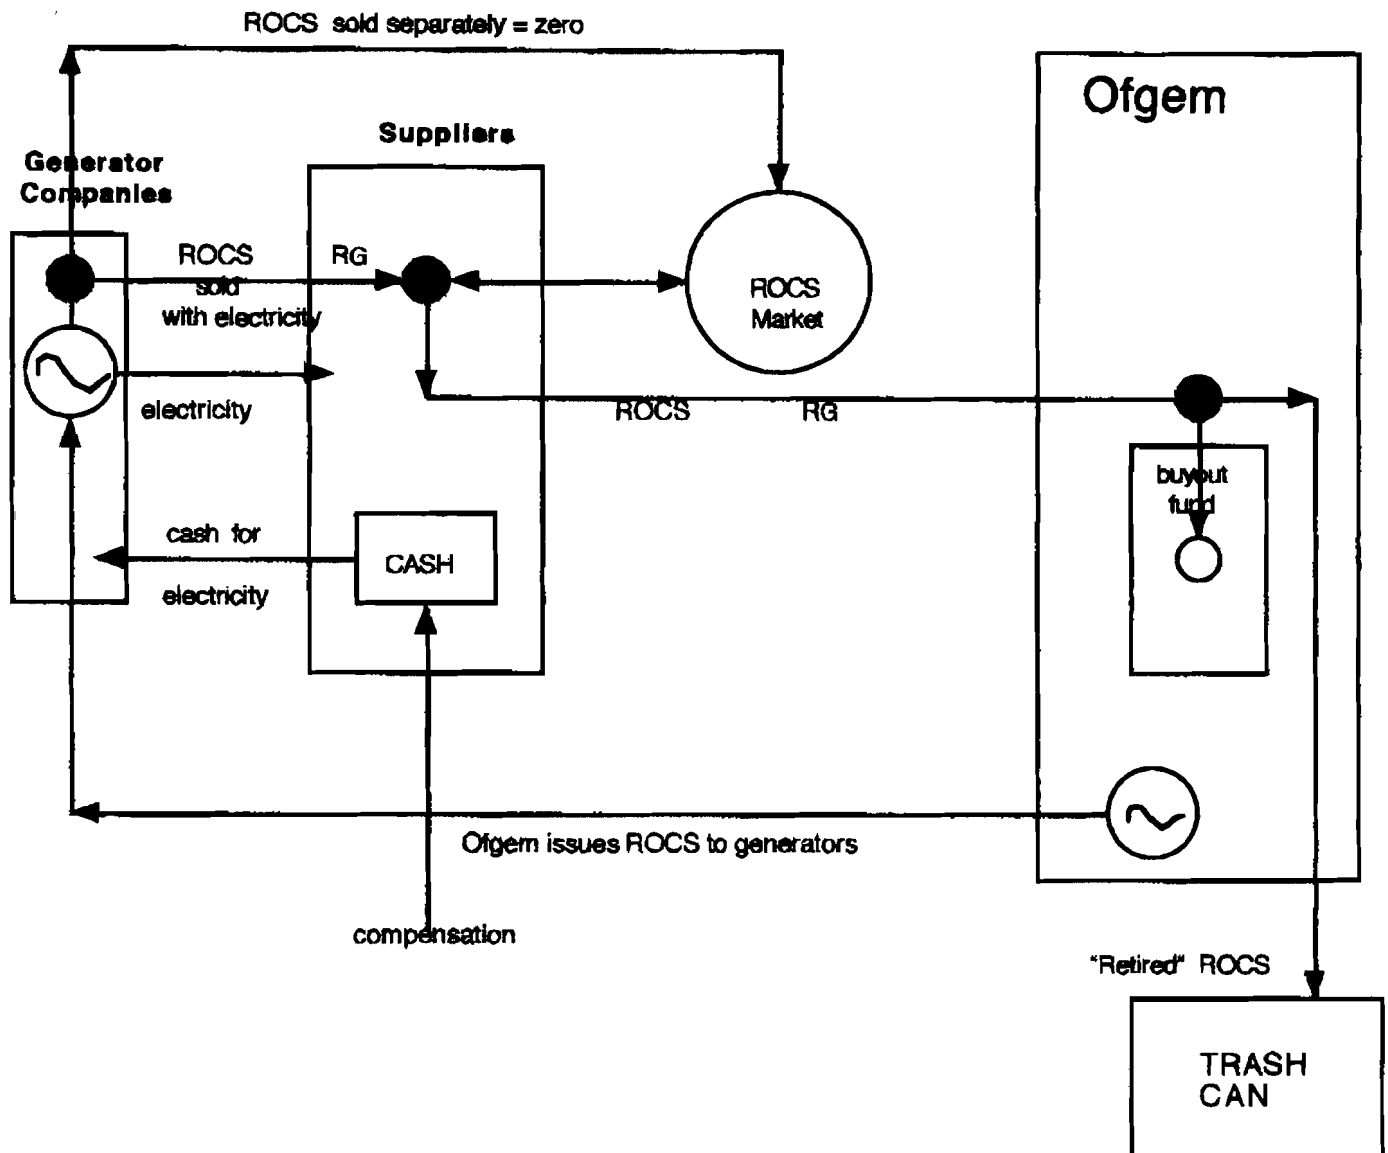 ROCS sold separately = zero
Ofgem
Suppliers
Generator
Companies
ROCS
sold
with electricity
RG
ROCS
Market
electricity
ROCS RG
buyout
fund
cash for
electricity
CASH
Ofgem issues ROCS to generators
compensation
"Retired" ROCS
TRASH
CAN